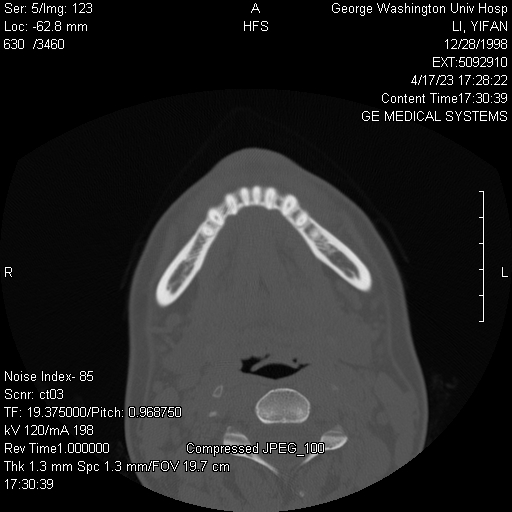 Ser: 5/Img: 123
Loc: -62.8 mm
630 /3460
A
HFS
George Washington Univ Hosp
LI, YIFAN
12/28/1998
EXT:5092910
4/17/23 17:28:22
Content Time17:30:39
GE MEDICAL SYSTEMS
R
L
Noise Index- 85
Scnr: ct03
TF: 19.375000/Pitch: 0.968750
kV 120/mA 198
Rev Time1.000000
Compressed JPEG_100
Thk 1.3 mm Spc 1.3 mm/FOV 19.7 cm
17:30:39